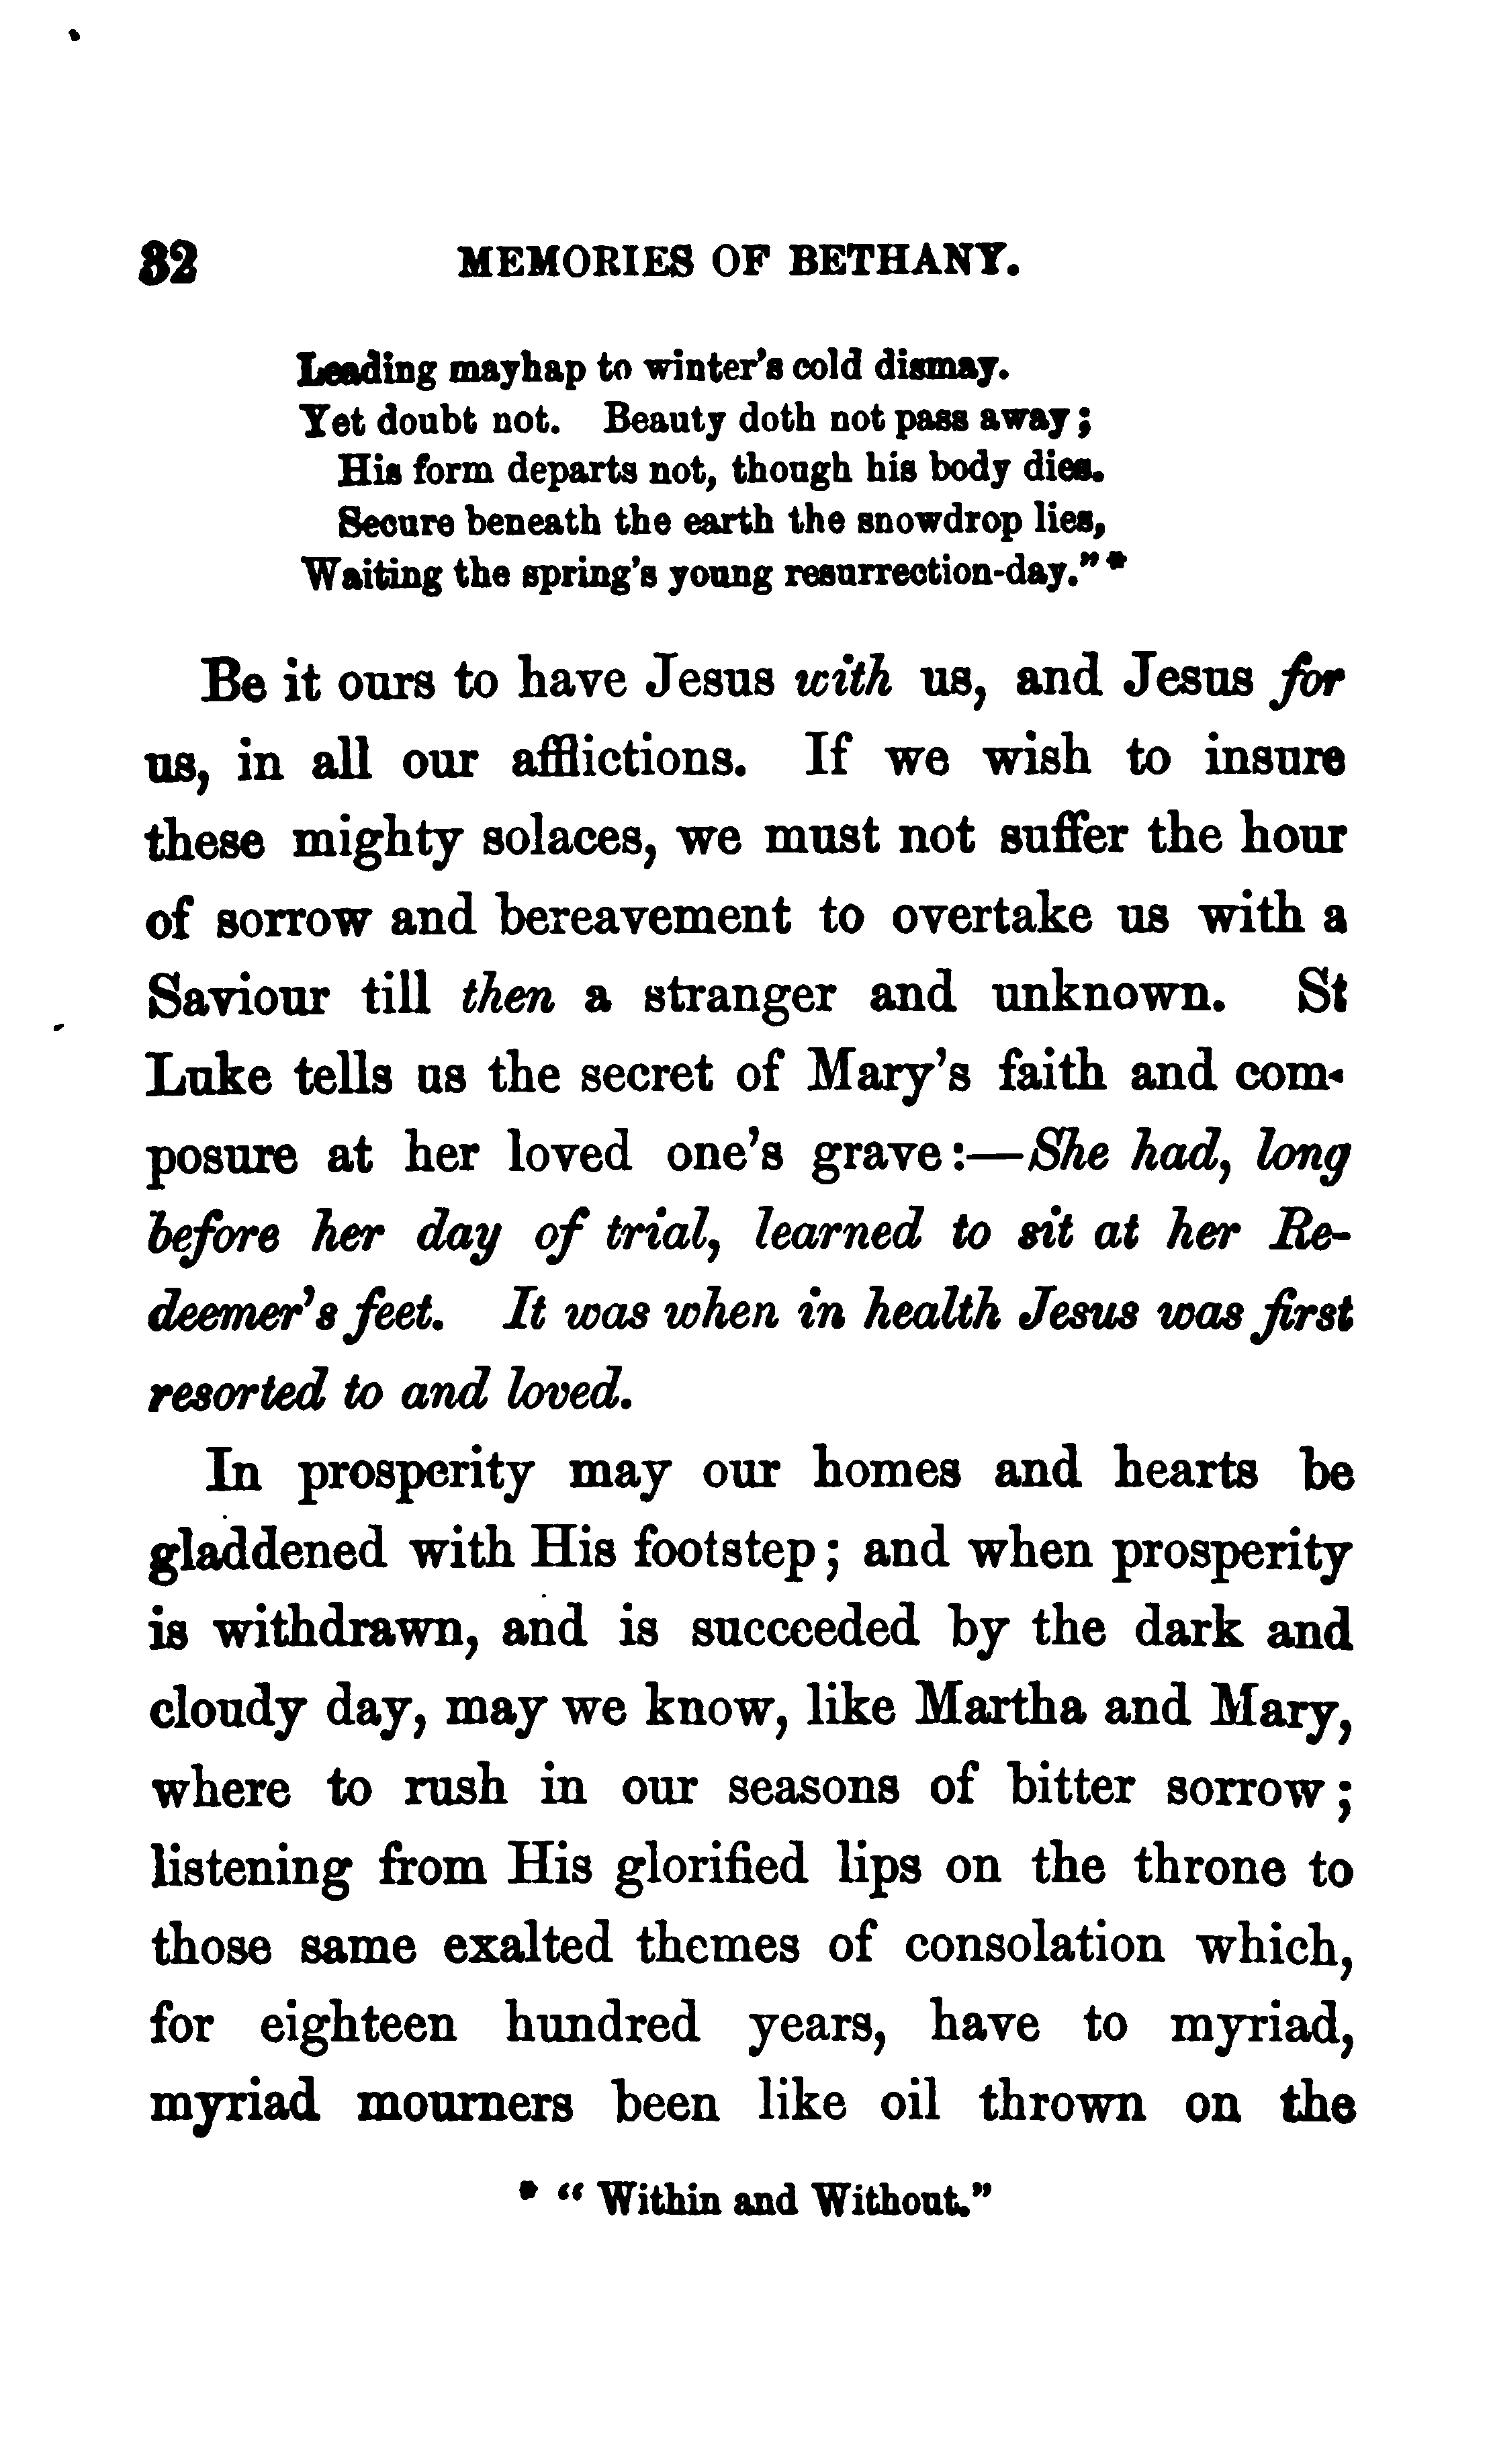 82 MEMORIES OF BETHANY.
Leading mayhap to winter's cold dismay.
Yet doubt not. Beauty doth not pass away;
His form departs not, though his body dies.
Secure beneath the earth the snowdrop lies,
Waiting the spring's young resurrection-day."*
Be it ours to have Jesus with us, and Jesus for
us, in all our afflictions. If we wish to insure
these mighty solaces, we must not suffer the hour
of sorrow and bereavement to overtake us with a
Saviour till then a stranger and unknown. St
Luke tells us the secret of Mary's faith and com-
posure at her loved one's grave:—She had, long
before her day of trial, learned to sit at her Re-
deemer's feet. It was when in health Jesus was first
resorted to and loved.
In prosperity may our homes and hearts be
gladdened with His footstep; and when prosperity
is withdrawn, and is succeeded by the dark and
cloudy day, may we know, like Martha and Mary,
where to rush in our seasons of bitter sorrow;
listening from His glorified lips on the throne to
those same exalted themes of consolation which,
for eighteen hundred years, have to myriad,
myriad mourners been like oil thrown on the
* "Within and Without."